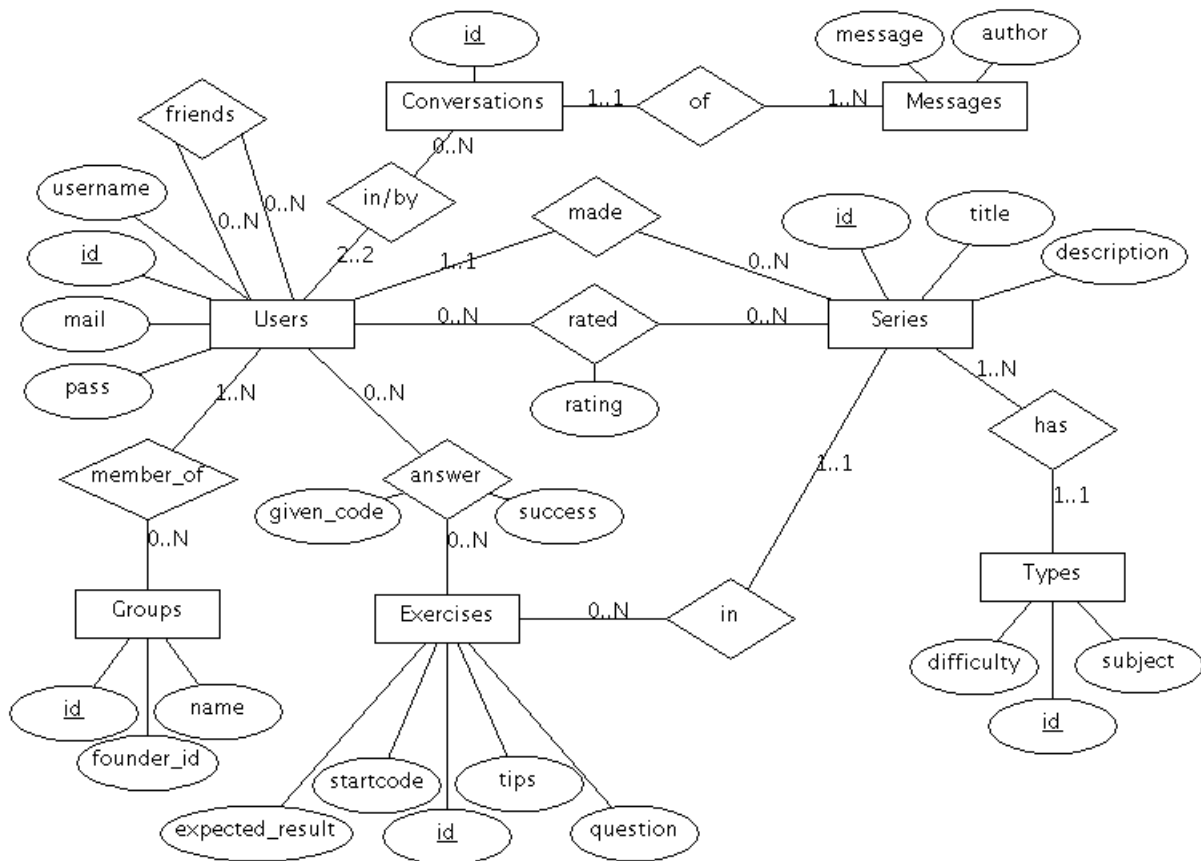 id
message
author
Conversations
1..1
of
1..N
Messages
friends
0..N
username
in/by
made
id
title
0..N
0..N
id
2..2
1..1
0..N
description
mail
Users
0..N
rated
0..N
Series
pass
1..N
0..N
rating
1..N
has
member_of
answer
1..1
given_code
success
1..1
0..N
0..N
Types
Groups
Exercises
0..N
in
difficulty
subject
id
name
id
founder_id
startcode
tips
expected_result
id
question